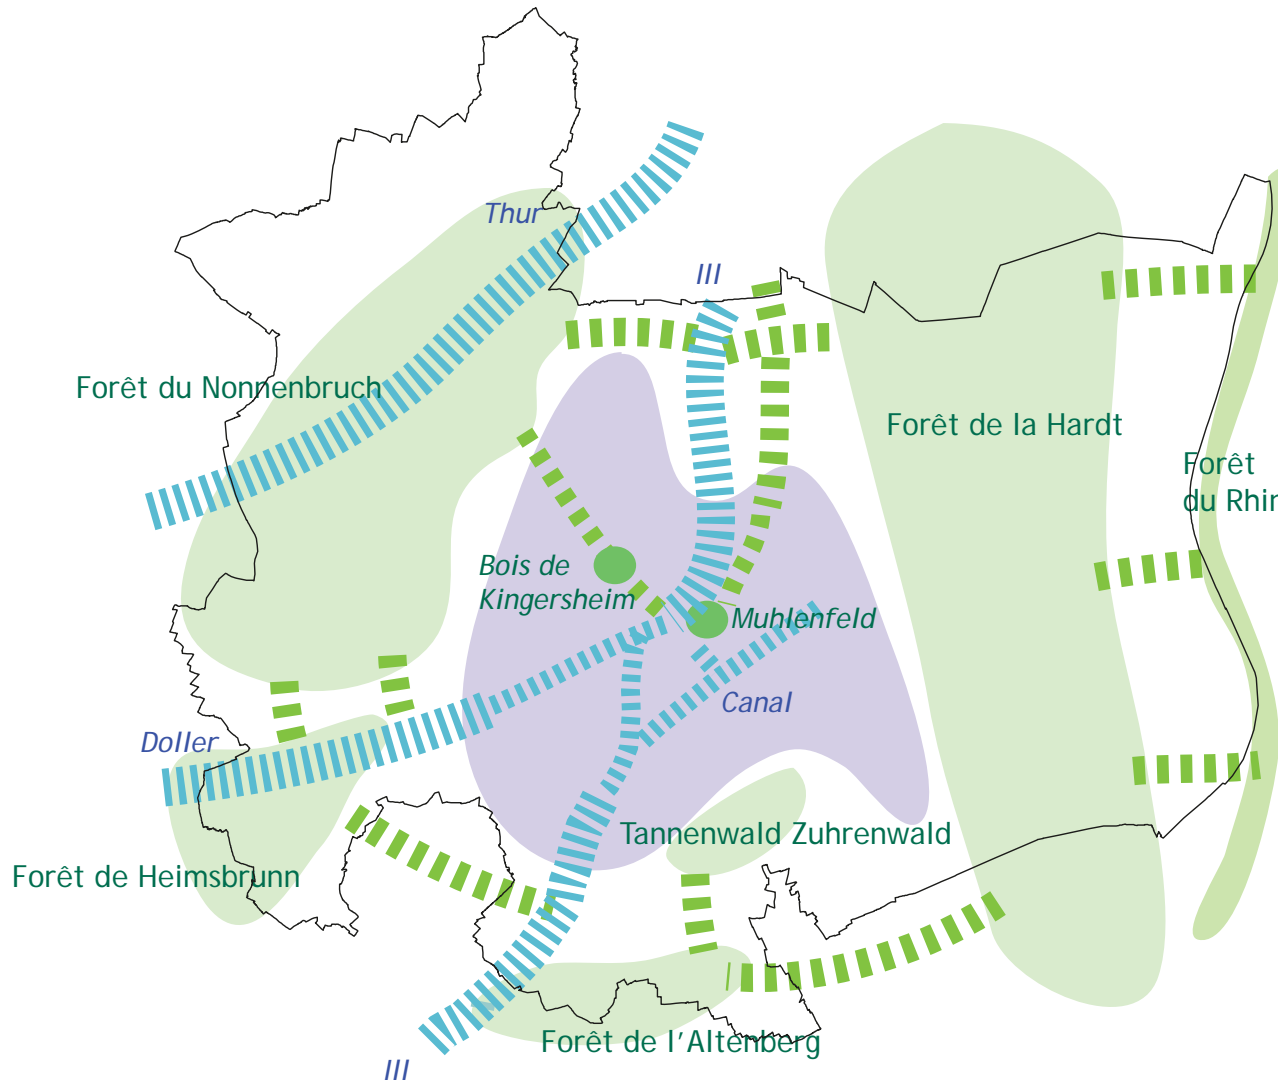 Thur
Ill
Forêt du Nonnenbruch
Forêt de la Hardt
Forêt
du Rhin
Bois de
Kingersheim
Muhlenfeld
Canal
Doller
Tannenwald Zuhrenwald
Forêt de Heimsbrunn
Forêt de l'Altenberg
Ill